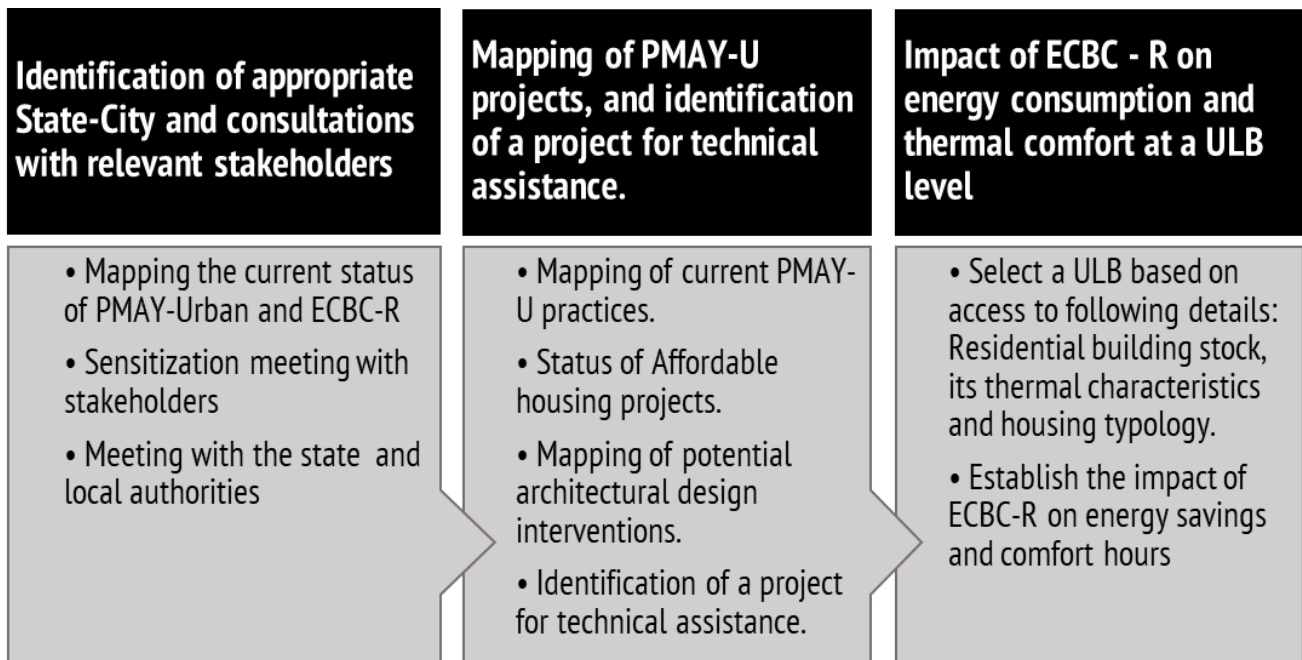 Identification of appropriate
State-City and consultations
with relevant stakeholders
• Mapping the current status
of PMAY-Urban and ECBC-R
• Sensitization meeting with
stakeholders
• Meeting with the state and
local authorities
Mapping of PMAY-U
projects, and identification
of a project for technical
assistance.
• Mapping of current PMAY-
U practices.
• Status of Affordable
housing projects.
• Mapping of potential
architectural design
interventions.
• Identification of a project
for technical assistance.
Impact of ECBC - R on
energy consumption and
thermal comfort at a ULB
level
• Select a ULB based on
access to following details:
Residential building stock,
its thermal characteristics
and housing typology.
• Establish the impact of
ECBC-R on energy savings
and comfort hours